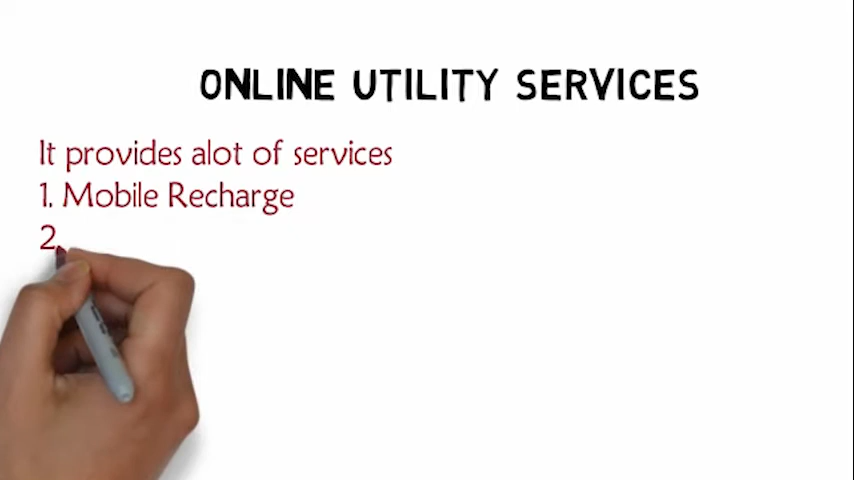 ONLINE UTILITY SERVICES
It provides alot of services
1. Mobile Recharge
2.